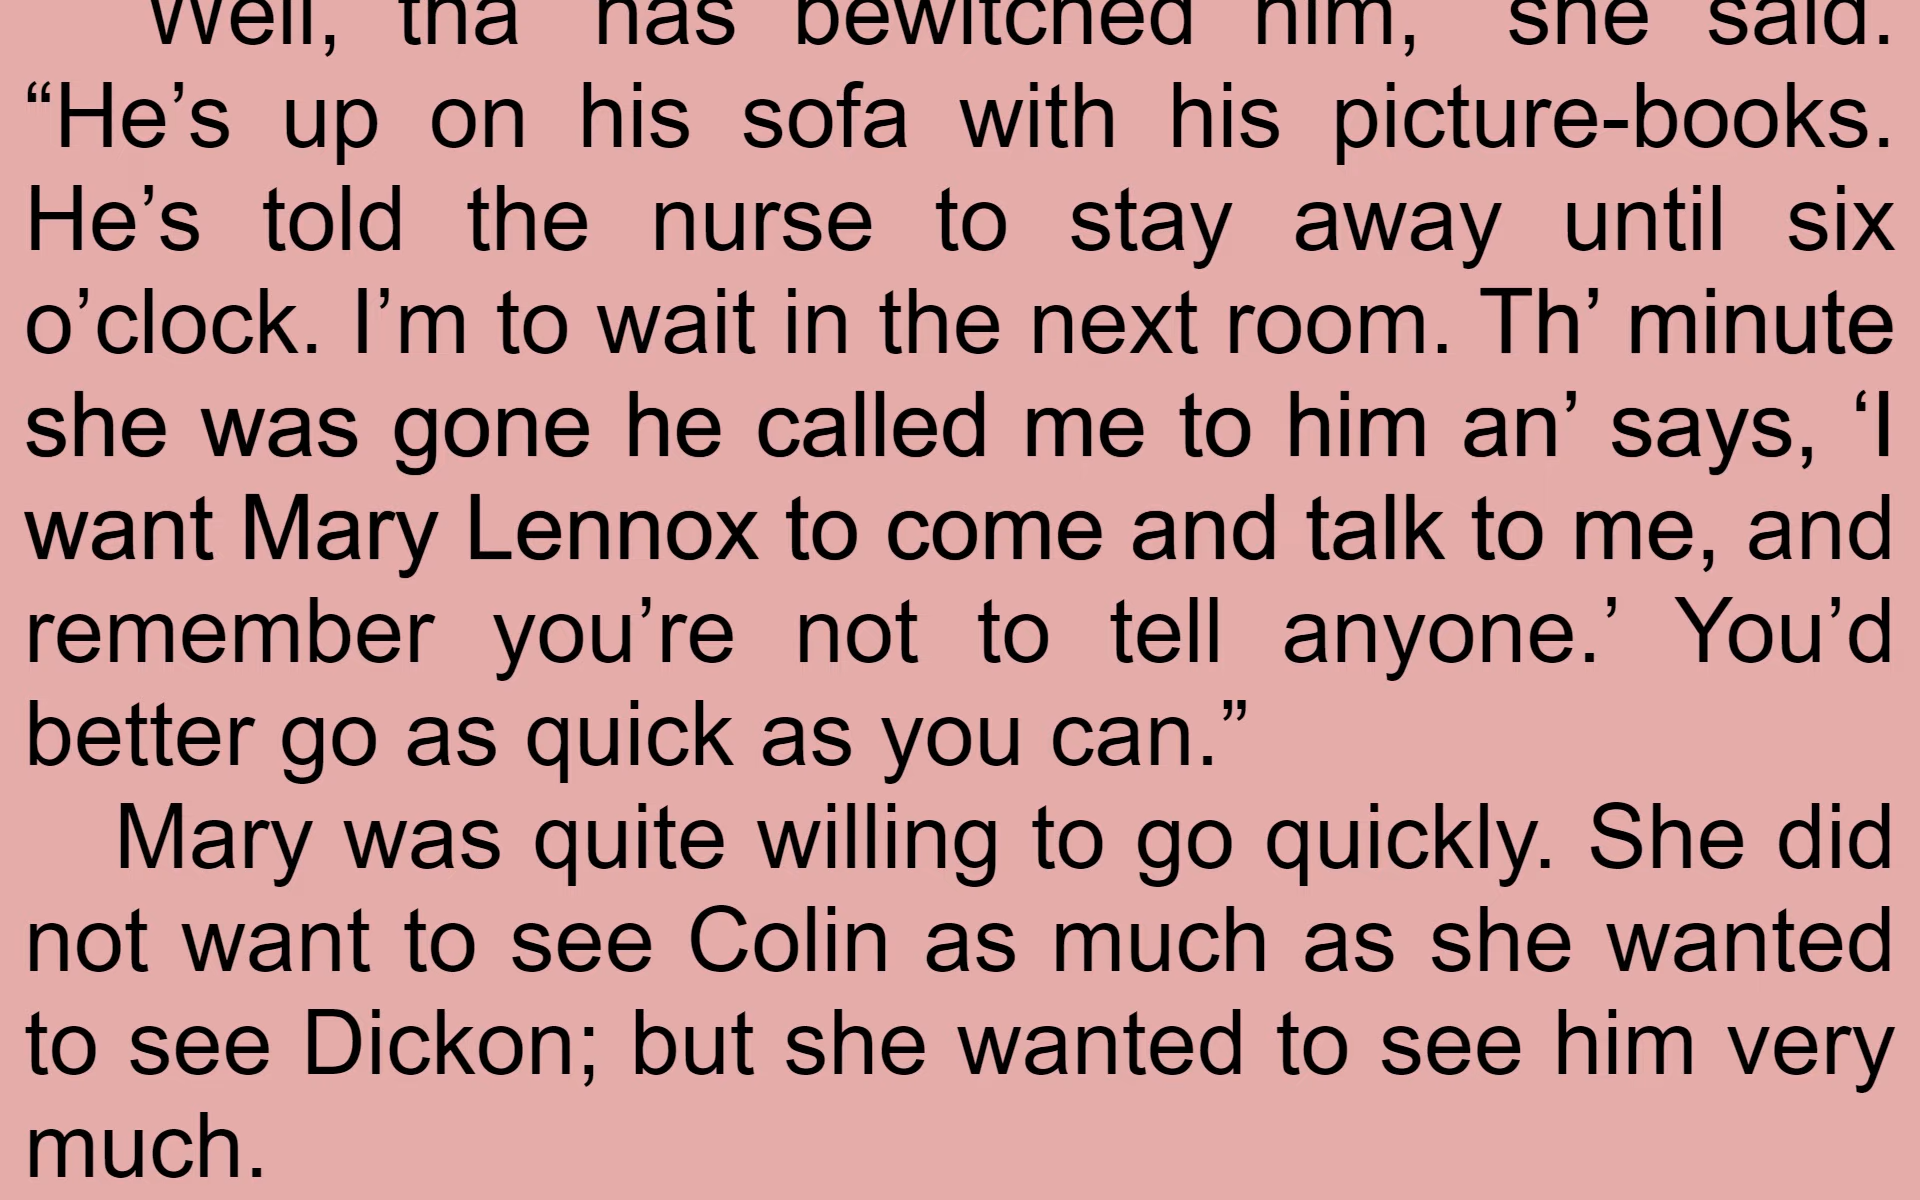 Well, tha has bewitched him, she said.
“He’s up on his sofa with his picture-books.
He’s told the nurse to stay away until six
o’clock. I’m to wait in the next room. Th’ minute
she was gone he called me to him an’ says, ‘I
want Mary Lennox to come and talk to me, and
remember you’re not to tell anyone.’ You’d
better go as quick as you can.”
Mary was quite willing to go quickly. She did
not want to see Colin as much as she wanted
to see Dickon; but she wanted to see him very
much.